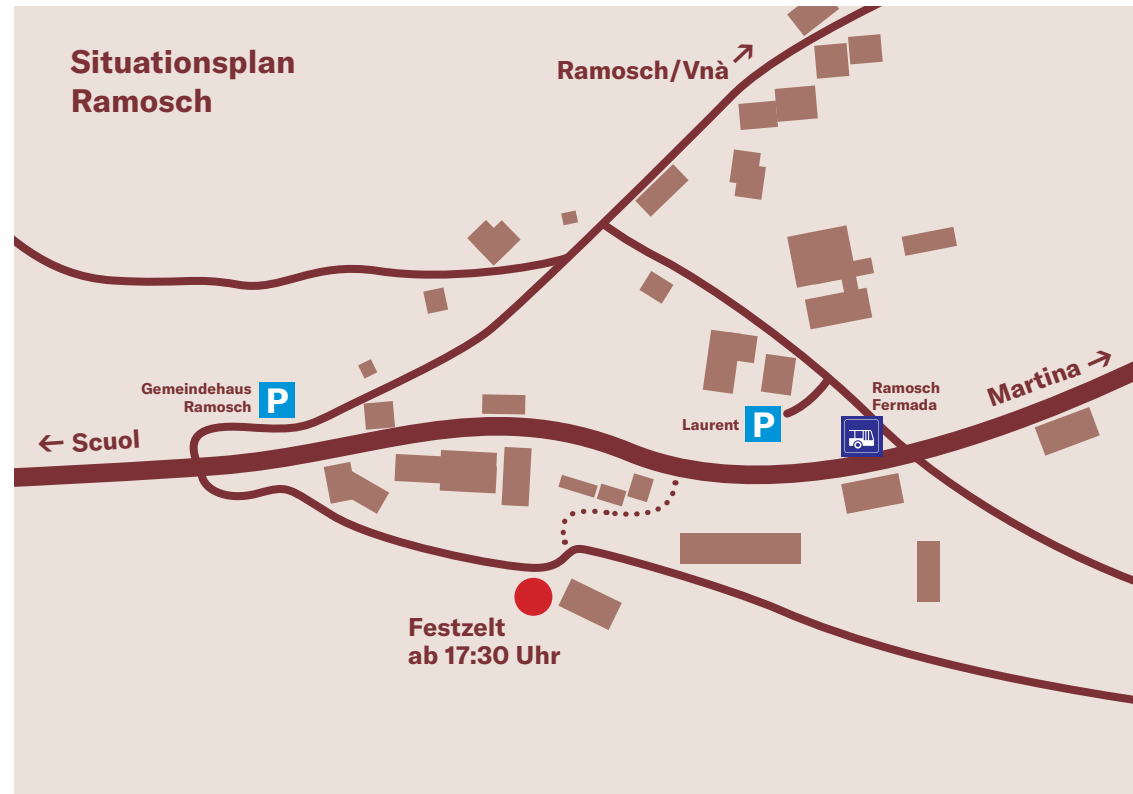 Situationsplan
Ramosch
Ramosch/Vnà ↗
Gemeindehaus
Ramosch
P
← Scuol
Laurent P
Ramosch
Fermada
Martina →
Festzelt
ab 17:30 Uhr